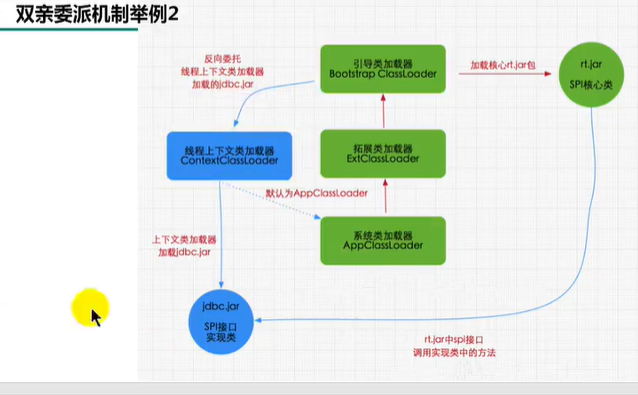 双亲委派机制举例2
反向委托
线程上下文类加载器
加载的jdbc.jar
引导类加载器
Bootstrap ClassLoader
加载核心rt.jar包
rt.jar
SPI核心类
线程上下文类加载器
ContextClassLoader
拓展类加载器
ExtClassLoader
默认为AppClassLoader
系统类加载器
AppClassLoader
上下文类加载器
加载jdbc.jar
jdbc.jar
SPI接口
实现类
rt.jar中spi接口
调用实现类中的方法